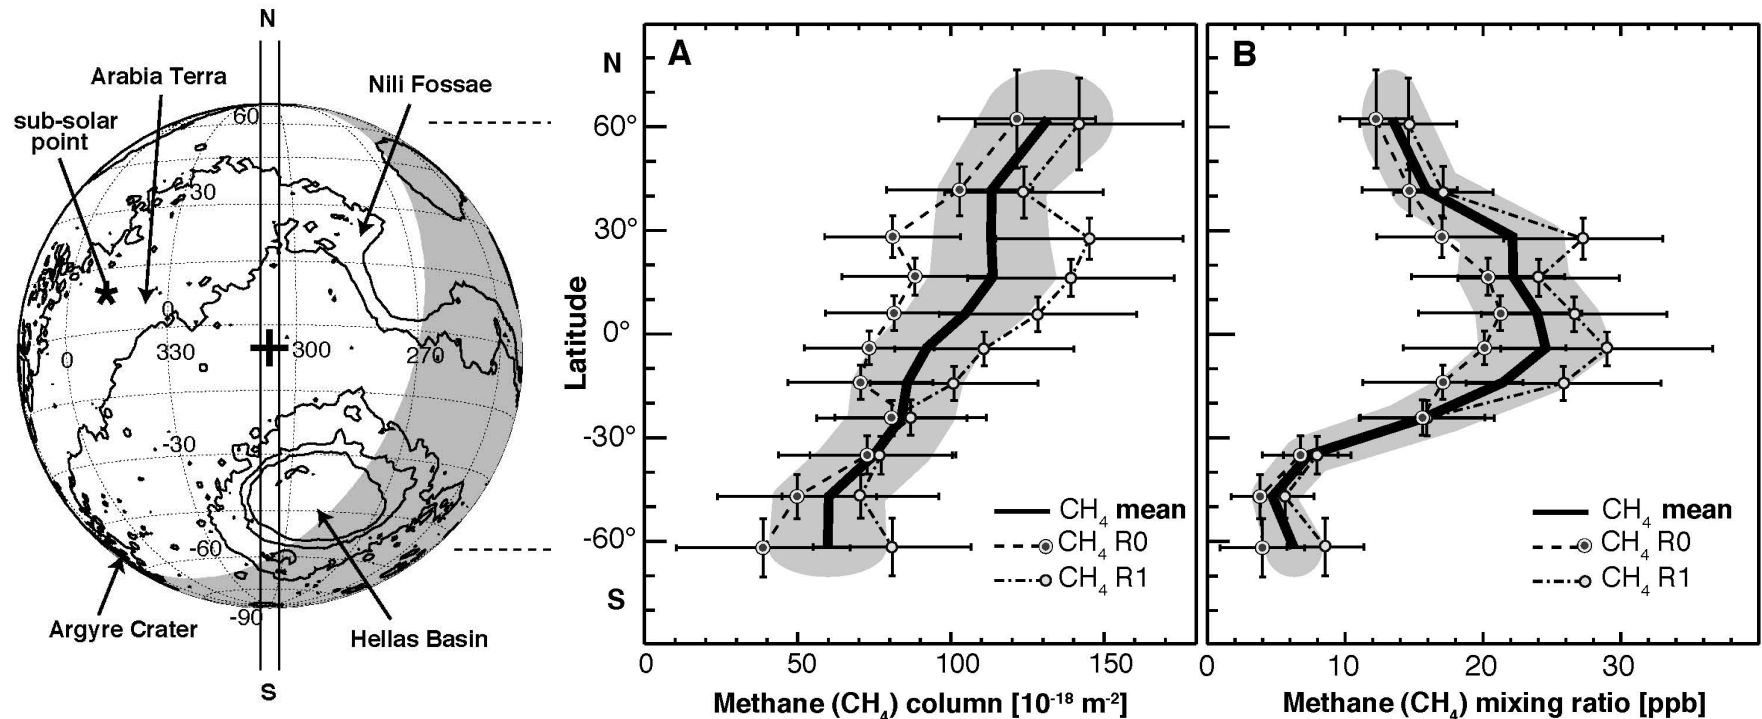 N
Arabia Terra
Nili Fossae
sub-solar
point
60
30
0
0
330
300
270
-30
-60
-90
Argyre Crater
Hellas Basin
S
A
N
60°
30°
0°
-30°
-60°
S
Latitude
CH4 mean
CH4 R0
CH4 R1
0
50
100
150
Methane (CH4) column [10-18 m-2]
B
CH4 mean
CH4 R0
CH4 R1
0
10
20
30
Methane (CH4) mixing ratio [ppb]